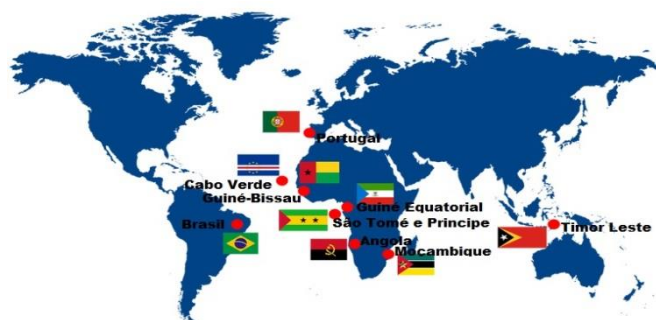 Portugal
Cabo Verde
Guiné-Bissau
Guiné Equatorial
São Tomé e Principe
Brasil
Timor Leste
Angola
Moçambique